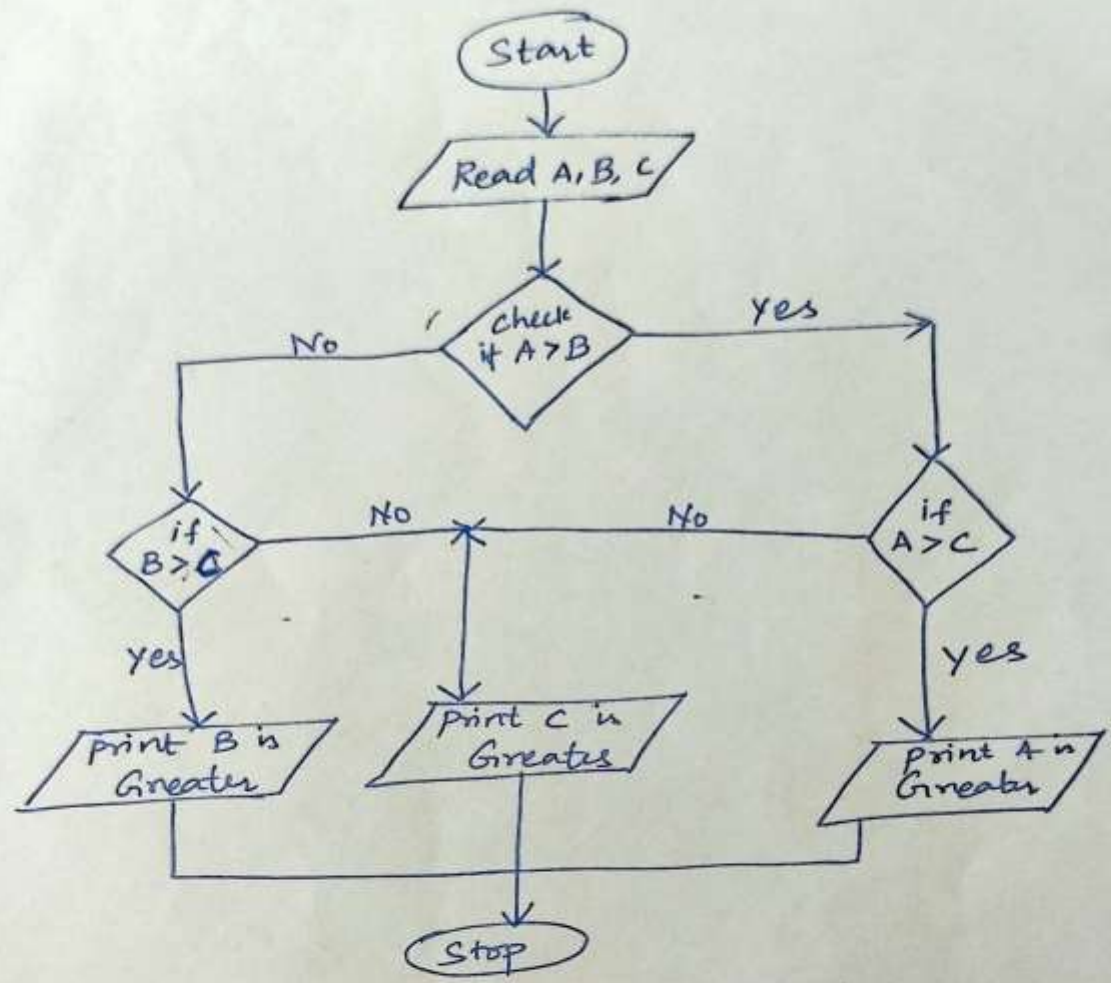 Start
Read A, B, C
Check
if A > B
No
Yes
if
B > C
No
No
if
A > C
Yes
Yes
Print B is
Greater
Print C is
Greater
Print A is
Greater
Stop